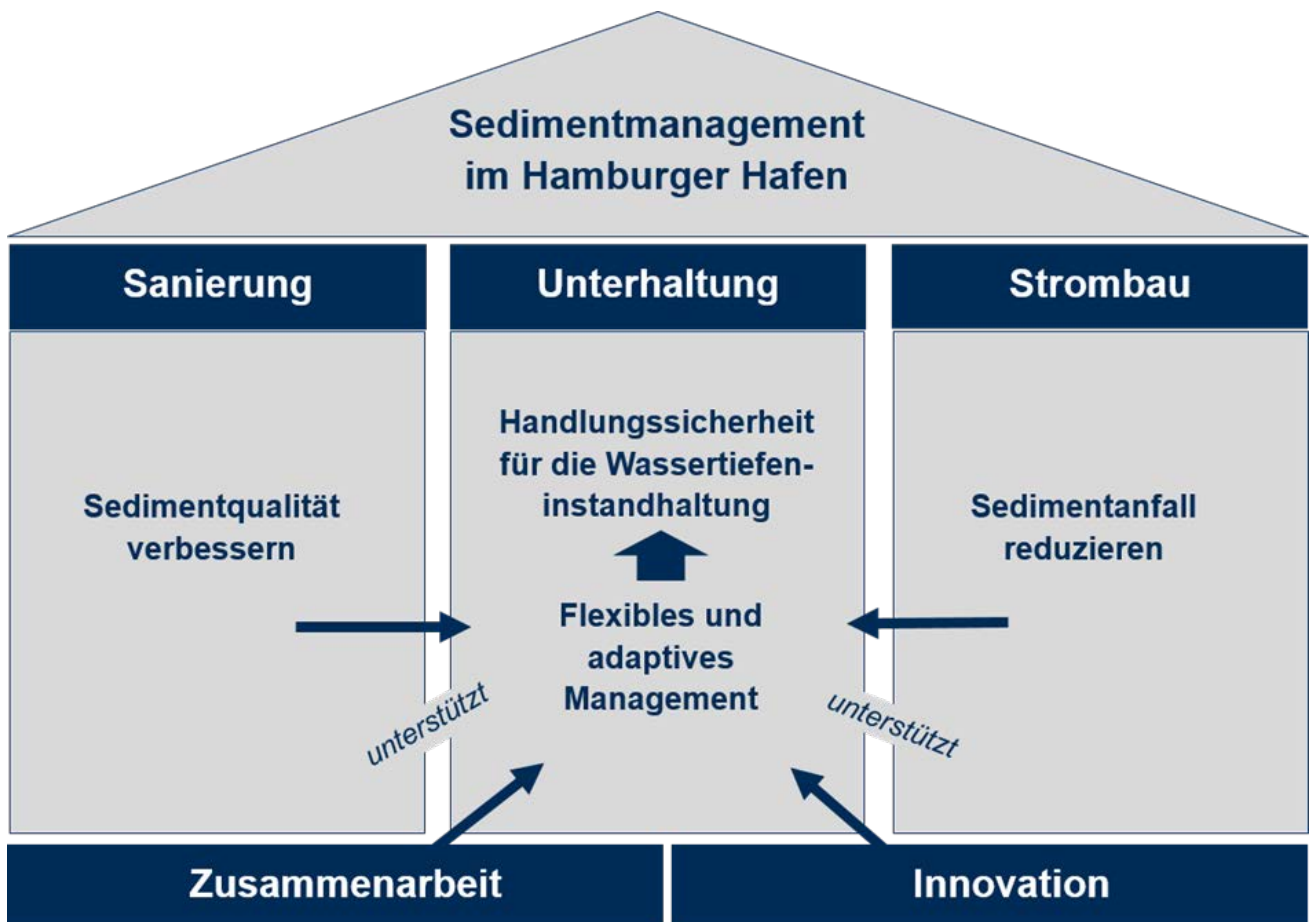 Sedimentmanagement
im Hamburger Hafen
Sanierung
Unterhaltung
Strombau
Sedimentqualität
verbessern
Handlungssicherheit
für die Wassertiefen-
instandhaltung
Flexibles und
adaptives
Management
Sedimentanfall
reduzieren
unterstützt
unterstützt
Zusammenarbeit
Innovation